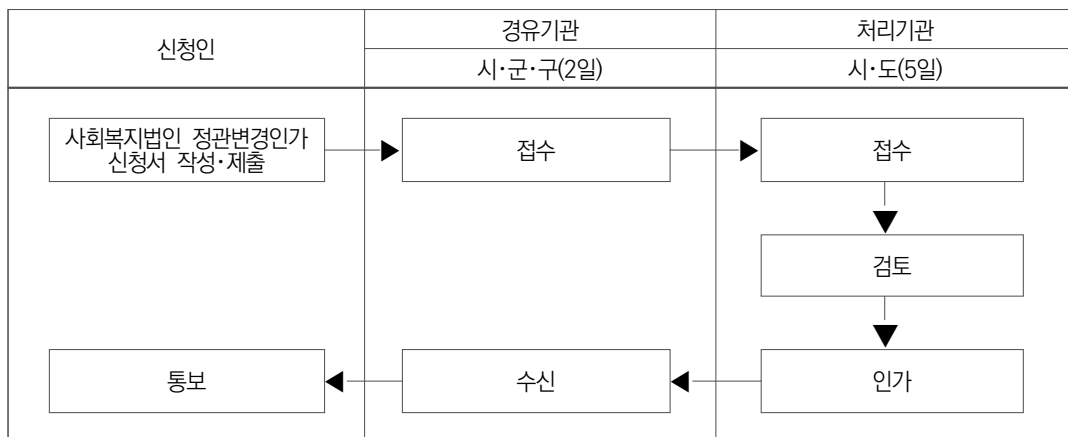 신청인
경유기관
처리기관
시·군·구(2일)
시·도(5일)
사회복지법인 정관변경인가
신청서 작성·제출
접수
접수
검토
통보
수신
인가